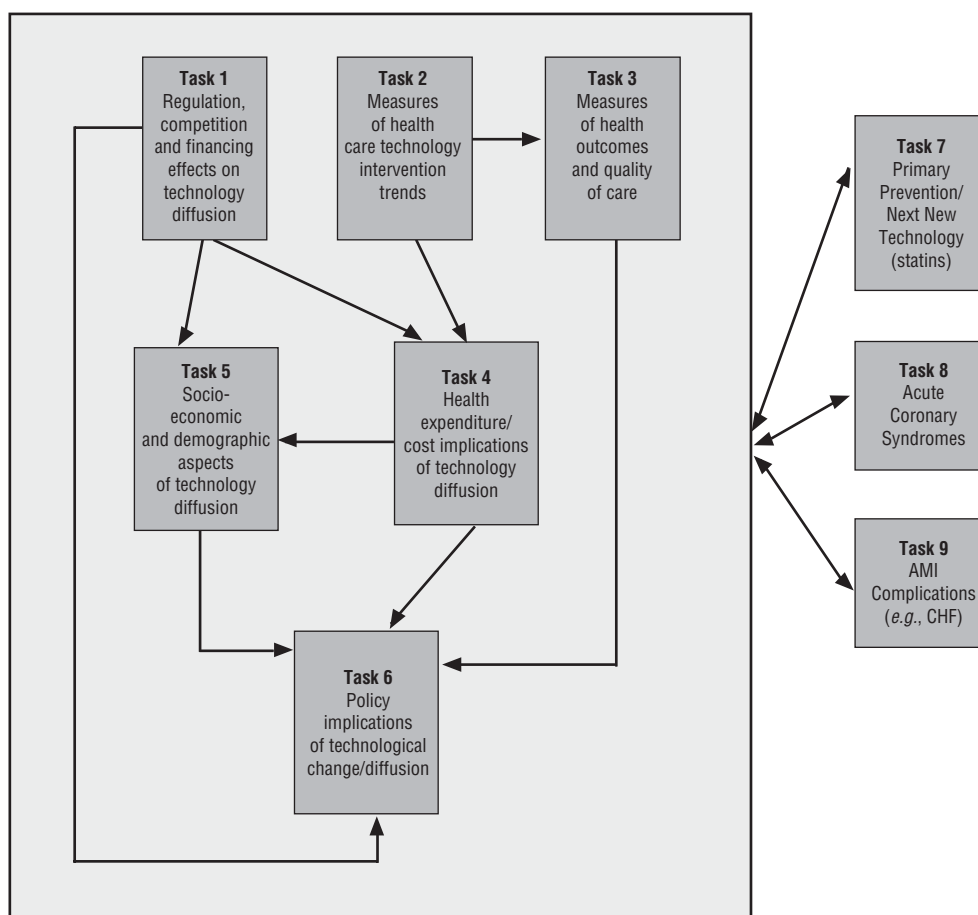 Task 1
Regulation,
competition
and financing
effects on
technology
diffusion
Task 2
Measures
of health
care technology
intervention
trends
Task 3
Measures
of health
outcomes
and quality
of care
Task 7
Primary
Prevention/
Next New
Technology
(statins)
Task 5
Socio-
economic
and demographic
aspects
of technology
diffusion
Task 4
Health
expenditure/
cost implications
of technology
diffusion
Task 8
Acute
Coronary
Syndromes
Task 9
AMI
Complications
(e.g., CHF)
Task 6
Policy
implications
of technological
change/diffusion